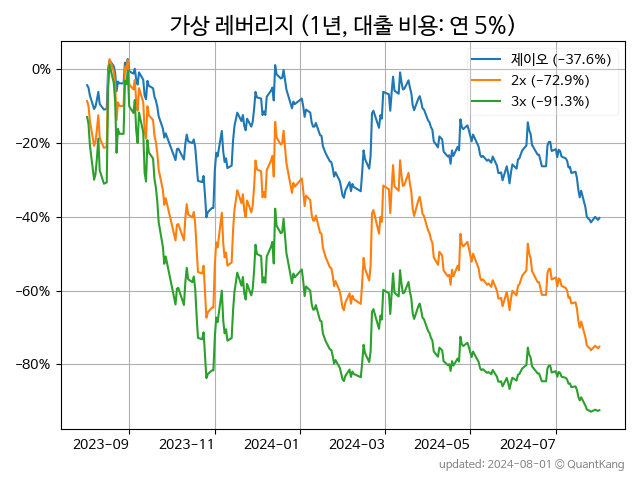 가상 레버리지 (1년, 대출 비용: 연 5%)
제이오 (−37.6%)
2x (−72.9%)
3x (−91.3%)
0%
−20%
−40%
−60%
−80%
2023-09 2023-11 2024-01 2024-03 2024-05 2024-07
updated: 2024-08-01 © QuantKang